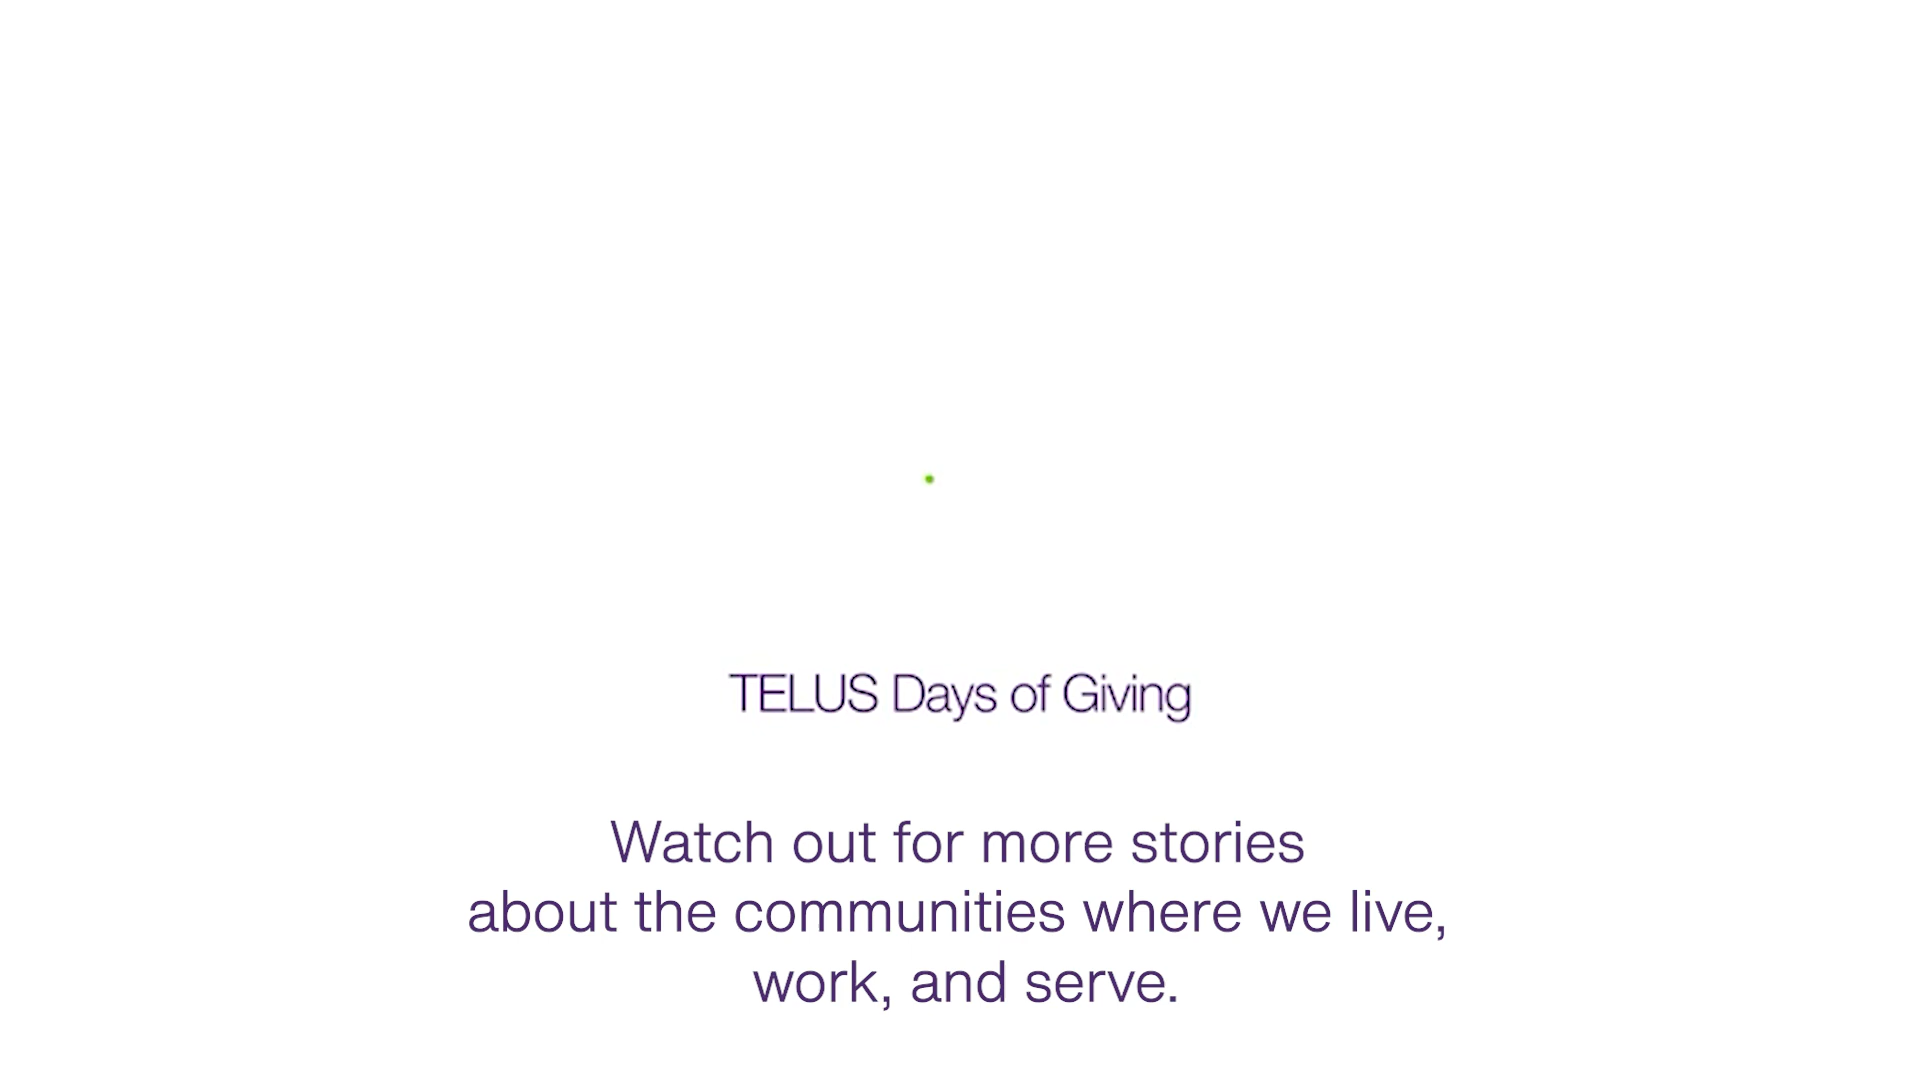 TELUS Days of Giving
Watch out for more stories
about the communities where we live,
work, and serve.